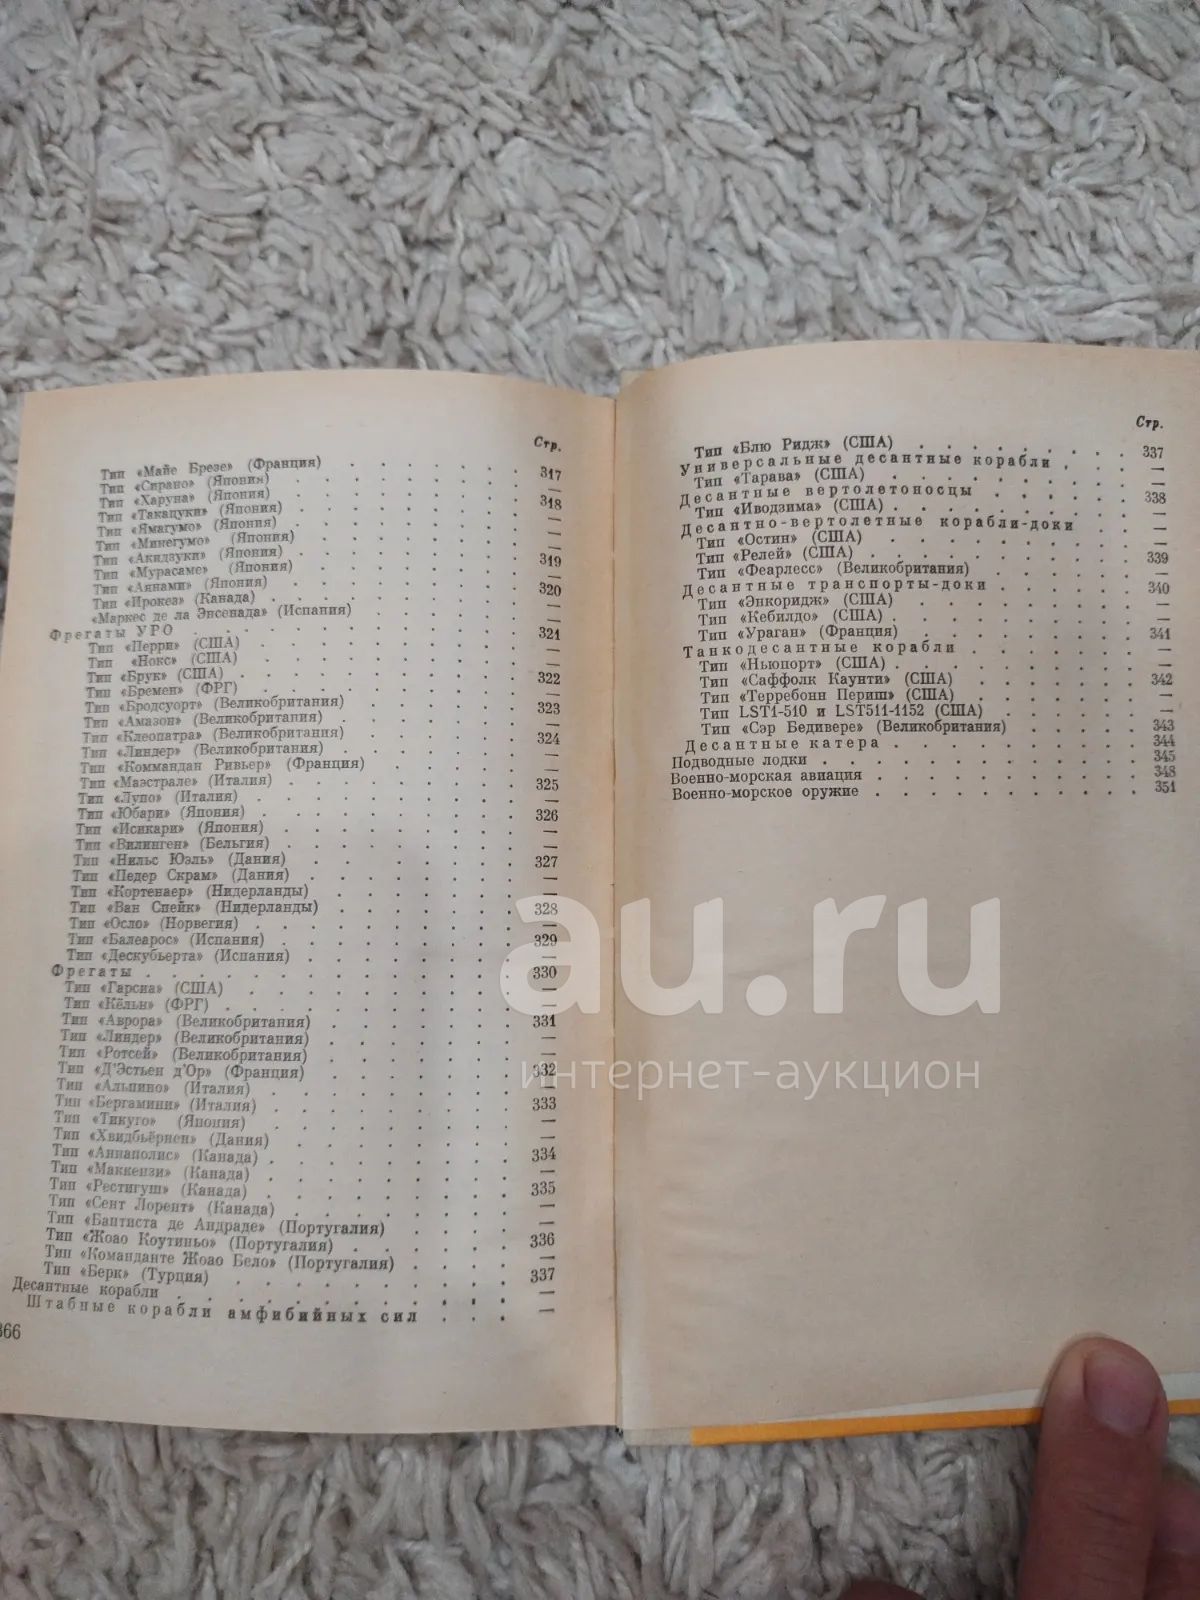 Стр.
Тип «Майе Брезе» (Франция) . . . . . . 317
Тип «Сирано» (Япония) . . . . . . . —
Тип «Харуна» (Япония) . . . . . . . 318
Тип «Такацуки» (Япония) . . . . . . . —
Тип «Ямагумо» (Япония) . . . . . . . —
Тип «Минегумо» (Япония) . . . . . . . —
Тип «Акидзуки» (Япония) . . . . . . . 319
Тип «Мурасаме» (Япония) . . . . . . . —
Тип «Аянами» (Япония) . . . . . . . 320
Тип «Ирокез» (Канада) . . . . . . . —
«Маркес де ла Энсенада» (Испания) . . . . . —
Фрегаты УРО . . . . . . . . . 321
Тип «Перри» (США) . . . . . . . . —
Тип «Нокс» (США) . . . . . . . . —
Тип «Брук» (США) . . . . . . . . 322
Тип «Бремен» (ФРГ) . . . . . . . . —
Тип «Бродсуорт» (Великобритания) . . . . . 323
Тип «Амазон» (Великобритания) . . . . . . —
Тип «Клеопатра» (Великобритания) . . . . . 324
Тип «Линдер» (Великобритания) . . . . . . —
Тип «Коммандан Ривьер» (Франция) . . . . . —
Тип «Маэстрале» (Италия) . . . . . . . 325
Тип «Лупо» (Италия) . . . . . . . . —
Тип «Юбари» (Япония) . . . . . . . . 326
Тип «Исикари» (Япония) . . . . . . . —
Тип «Вилинген» (Бельгия) . . . . . . . —
Тип «Нильс Юэль» (Дания) . . . . . . . 327
Тип «Педер Скрам» (Дания) . . . . . . . —
Тип «Кортенаер» (Нидерланды) . . . . . . —
Тип «Ван Спейк» (Нидерланды) . . . . . . 328
Тип «Осло» (Норвегия) . . . . . . . . —
Тип «Балеарос» (Испания) . . . . . . . 329
Тип «Дескубьерта» (Испания) . . . . . . . —
Фрегаты . . . . . . . . . . . 330
Тип «Гарсиа» (США) . . . . . . . . —
Тип «Кёльн» (ФРГ) . . . . . . . . —
Тип «Аврора» (Великобритания) . . . . . . 331
Тип «Линдер» (Великобритания) . . . . . . —
Тип «Ротсей» (Великобритания) . . . . . . —
Тип «Д'Эстьен д'Ор» (Франция) . . . . . . 332
Тип «Альпино» (Италия) . . . . . . . —
Тип «Бергамини» (Италия) . . . . . . . 333
Тип «Тикуго» (Япония) . . . . . . . —
Тип «Хвидбьёрнен» (Дания) . . . . . . . —
Тип «Аннаполис» (Канада) . . . . . . . 334
Тип «Маккензи» (Канада) . . . . . . . —
Тип «Рестигуш» (Канада) . . . . . . . 335
Тип «Сент Лорент» (Канада) . . . . . . . —
Тип «Баптиста де Андраде» (Португалия) . . . . —
Тип «Жоао Коутиньо» (Португалия) . . . . . 336
Тип «Команданте Жоао Бело» (Португалия) . . . . —
Тип «Берк» (Турция) . . . . . . . . 337
Десантные корабли . . . . . . . . . —
Штабные корабли амфибийных сил . . . —
366
Стр.
Тип «Блю Ридж» (США) . . . . . . . 337
Универсальные десантные корабли . . . . —
Тип «Тарава» (США) . . . . . . . . —
Десантные вертолетоносцы . . . . . . 338
Тип «Иводзима» (США) . . . . . . . . —
Десантно-вертолетные корабли-доки . . . —
Тип «Остин» (США) . . . . . . . . —
Тип «Релей» (США) . . . . . . . . 339
Тип «Феарлесс» (Великобритания) . . . . . —
Десантные транспорты-доки . . . . . 340
Тип «Энкоридж» (США) . . . . . . . —
Тип «Кебилдо» (США) . . . . . . . . —
Тип «Ураган» (Франция) . . . . . . . 341
Танкодесантные корабли . . . . . . —
Тип «Ньюпорт» (США) . . . . . . . . —
Тип «Саффолк Каунти» (США) . . . . . . 342
Тип «Терребонн Периш» (США) . . . . . . —
Тип LST1-510 и LST511-1152 (США) . . . . . —
Тип «Сэр Бедивере» (Великобритания) . . . . 343
Десантные катера . . . . . . . . 344
Подводные лодки . . . . . . . . . . 345
Военно-морская авиация . . . . . . . . 348
Военно-морское оружие . . . . . . . . 351
au.ru
интернет-аукцион